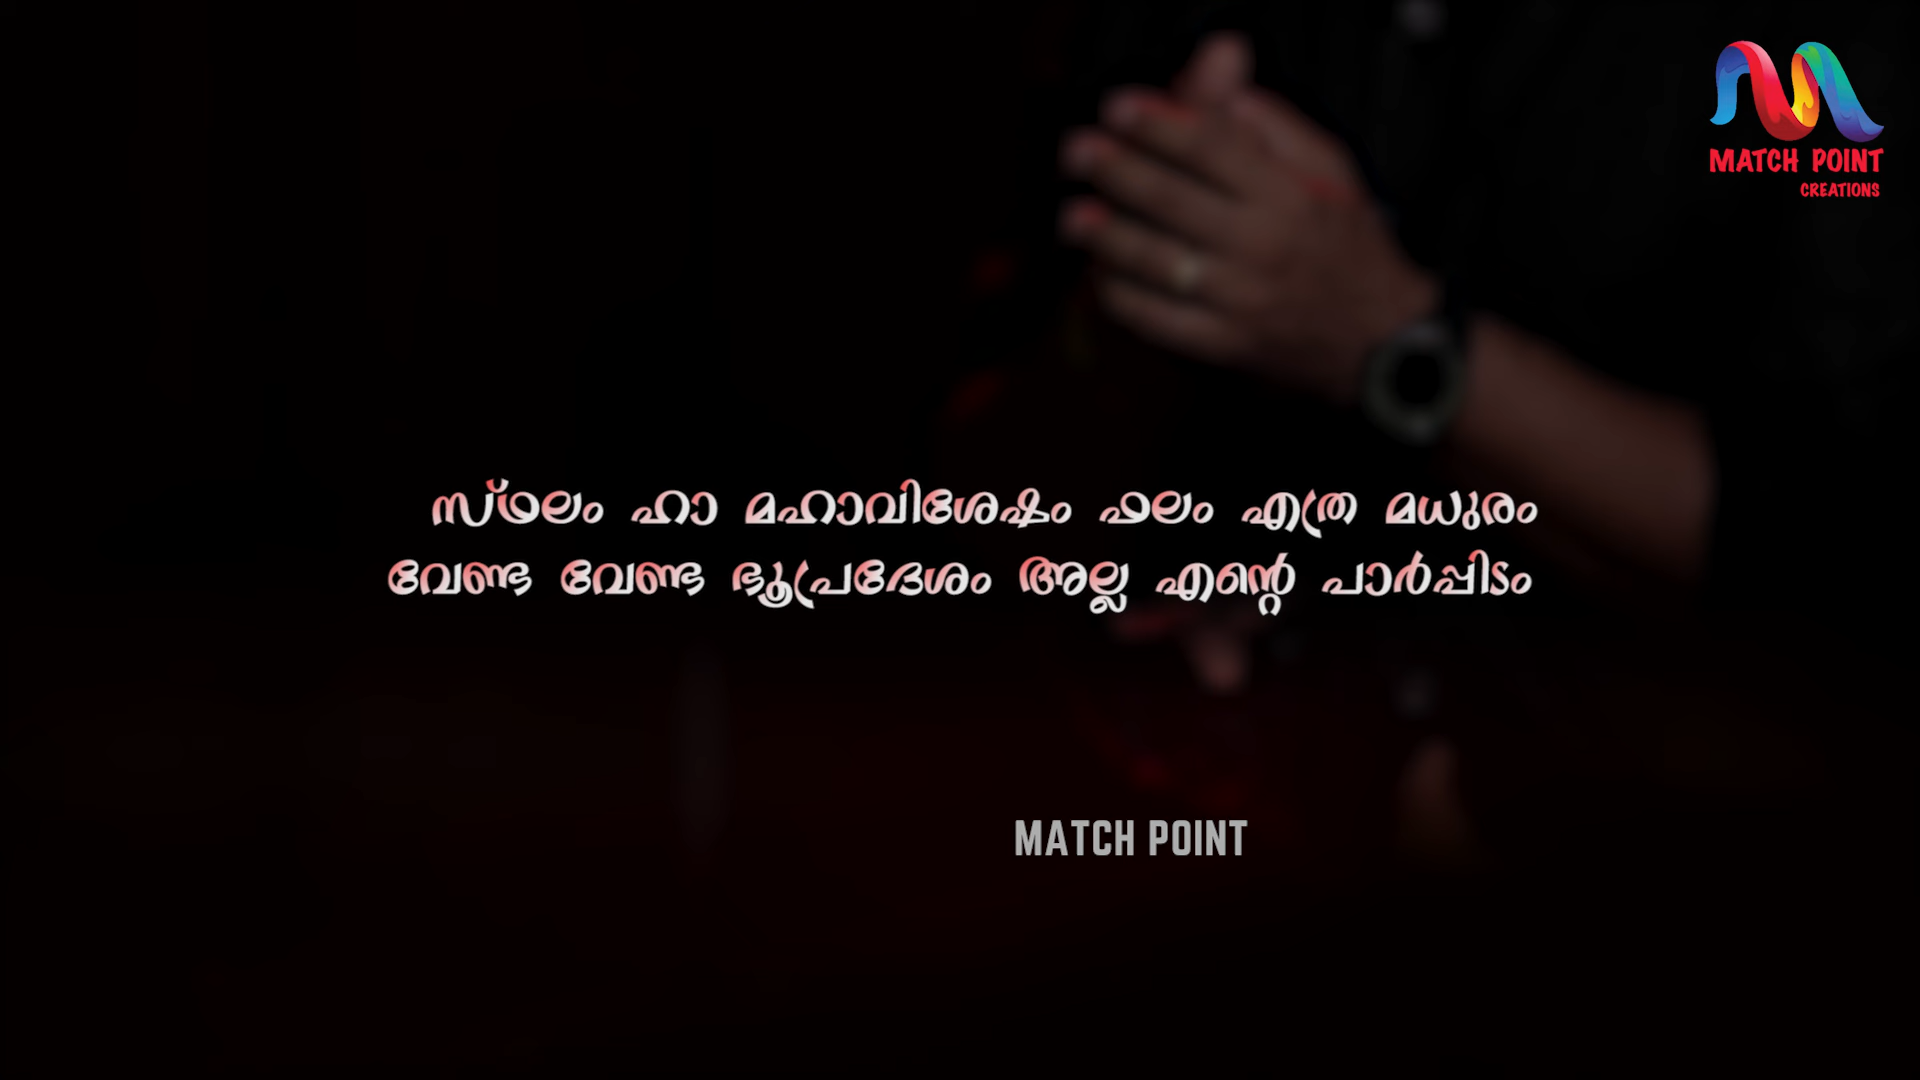 MATCH POINT
CREATIONS
സ്ഥലം ഹാ മഹാവിശേഷം ഫലം എത്ര മധുരം
വേണ്ട വേണ്ട ഭൂപ്രദേശം അല്ല എന്റെ പാർപ്പിടം
MATCH POINT